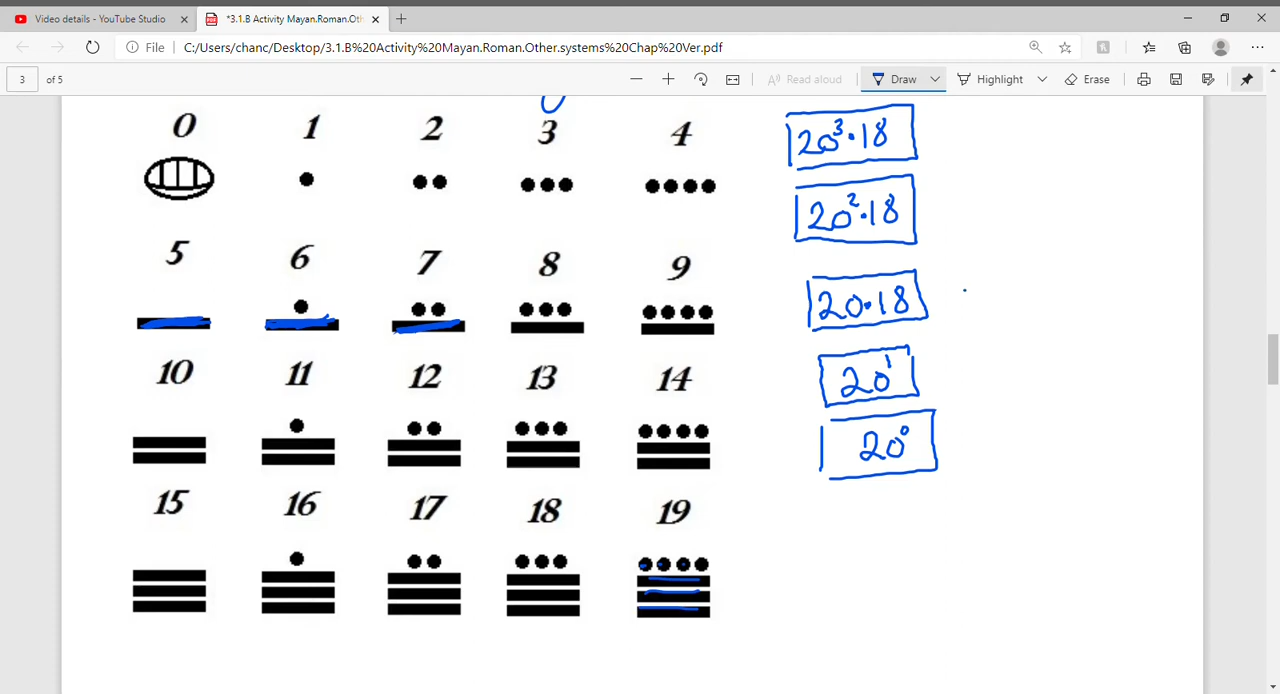 Video details - YouTube Studio
*3.1.B Activity Mayan.Roman.Oth
File
C:/Users/chanc/Desktop/3.1.B%20Activity%20Mayan.Roman.Other.systems%20Chap%20Ver.pdf
3 of 5
Read aloud
Draw
Highlight
Erase
0 1 2 3 4
5 6 7 8 9
10 11 12 13 14
15 16 17 18 19
20³·18
20²·18
20·18
20¹
20⁰